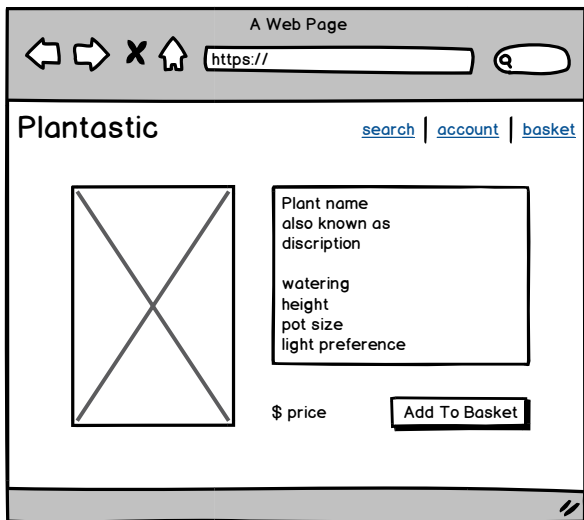 A Web Page
https://
Plantastic
search account basket
Plant name
also known as
discription
watering
height
pot size
light preference
$ price Add To Basket